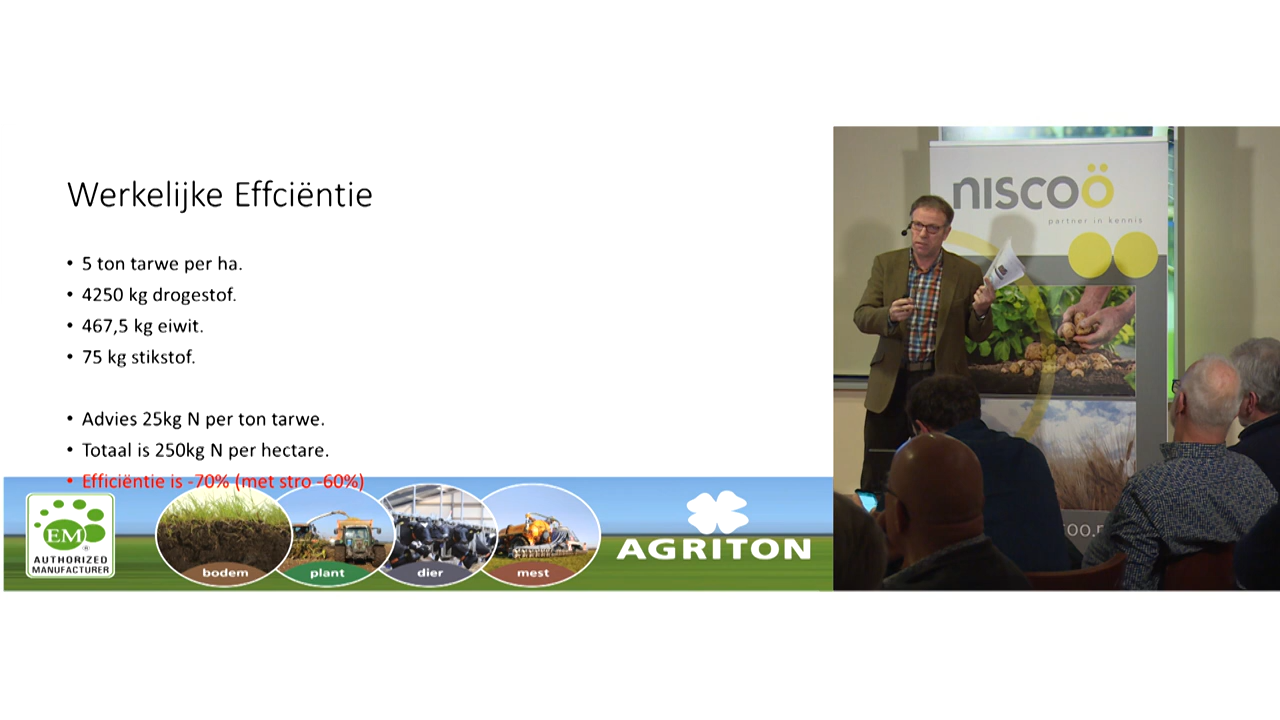 Werkelijke Effciëntie
• 5 ton tarwe per ha.
• 4250 kg drogestof.
• 467,5 kg eiwit.
• 75 kg stikstof.
• Advies 25kg N per ton tarwe.
• Totaal is 250kg N per hectare.
• Efficiëntie is -70% (met stro -60%)
EM
®
AUTHORIZED
MANUFACTURER
bodem
plant
dier
mest
AGRITON
NISCOÖ
partner in kennis